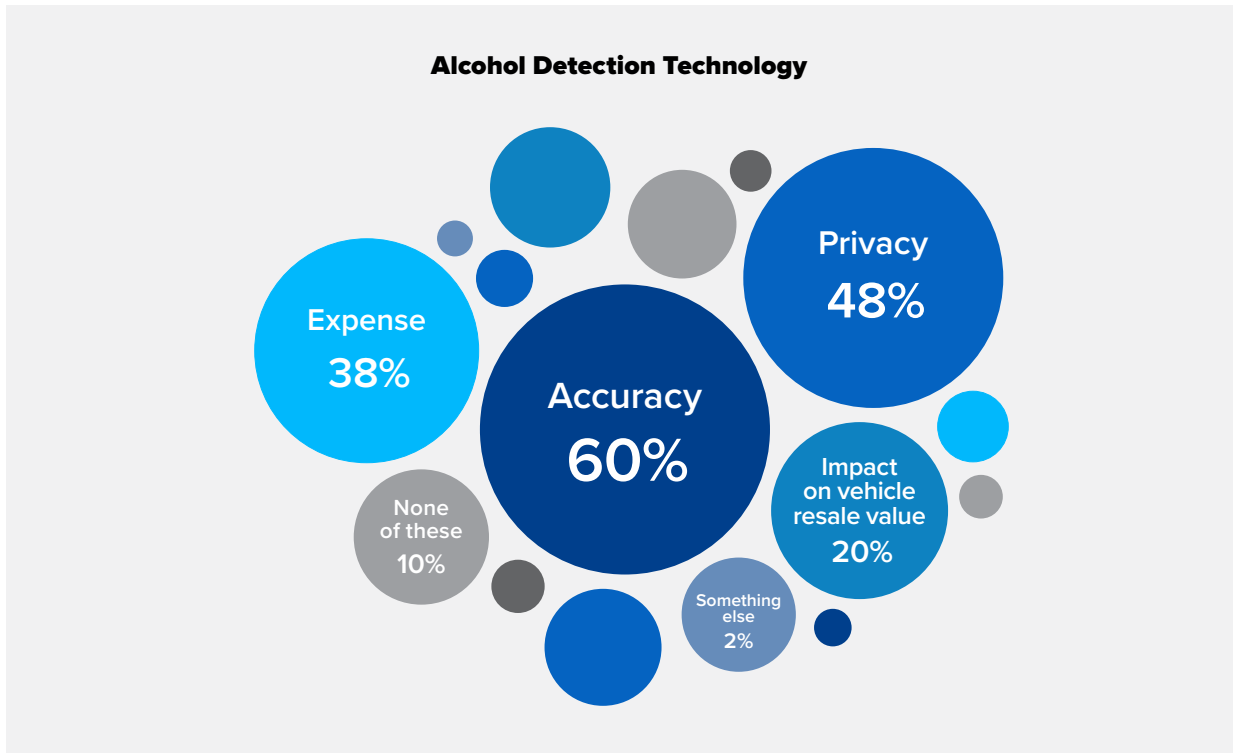 Alcohol Detection Technology
Privacy
48%
Expense
38%
Accuracy
60%
Impact
on vehicle
resale value
20%
None
of these
10%
Something
else
2%